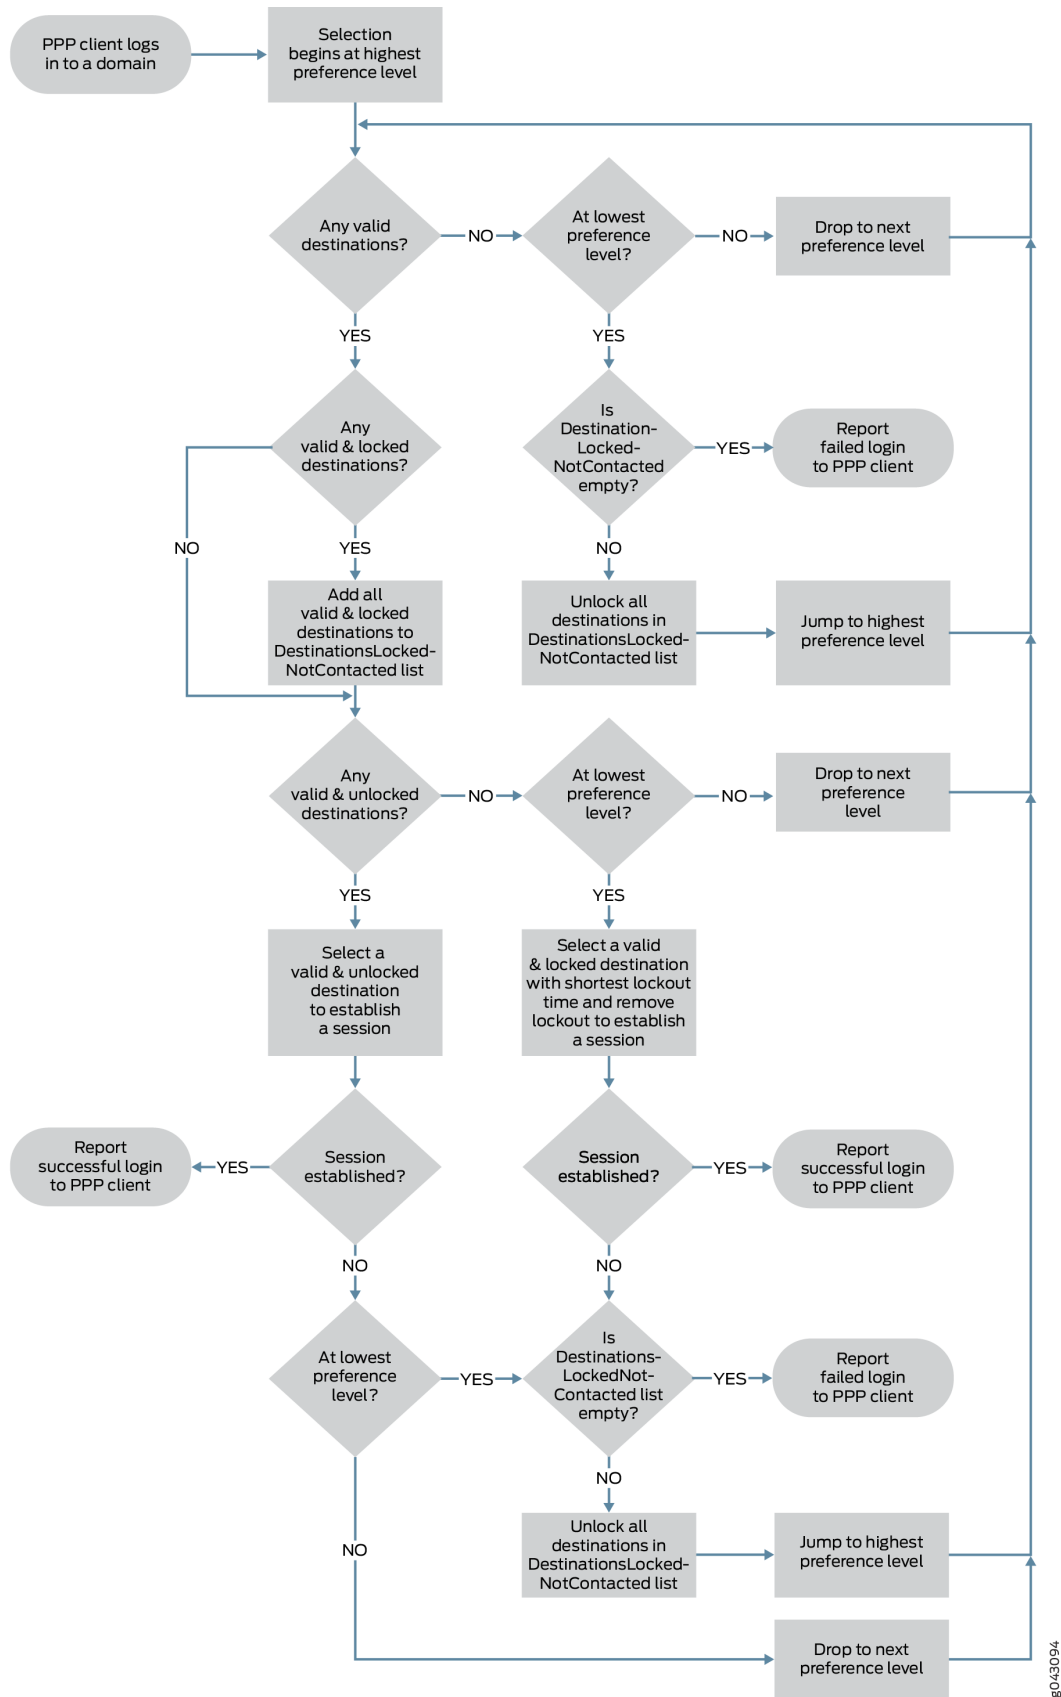 PPP client logs
in to a domain
Selection
begins at highest
preference level
Any valid
destinations?
NO
At lowest
preference
level?
NO
Drop to next
preference level
YES
YES
Any
valid & locked
destinations?
Is
Destination-
Locked-
NotContacted
empty?
YES
Report
failed login
to PPP client
NO
YES
NO
Add all
valid & locked
destinations to
DestinationsLocked-
NotContacted list
Unlock all
destinations in
DestinationsLocked-
NotContacted list
Jump to highest
preference level
Any
valid & unlocked
destinations?
NO
At lowest
preference
level?
NO
Drop to next
preference
level
YES
YES
Select a
valid & unlocked
destination
to establish
a session
Select a valid
& locked destination
with shortest lockout
time and remove
lockout to establish
a session
Report
successful login
to PPP client
YES
Session
established?
Session
established?
YES
Report
successful login
to PPP client
NO
NO
At lowest
preference
level?
YES
Is
Destinations-
LockedNot-
Contacted list
empty?
YES
Report
failed login
to PPP client
NO
NO
Unlock all
destinations in
DestinationsLocked-
NotContacted list
Jump to highest
preference level
Drop to next
preference level
g043094